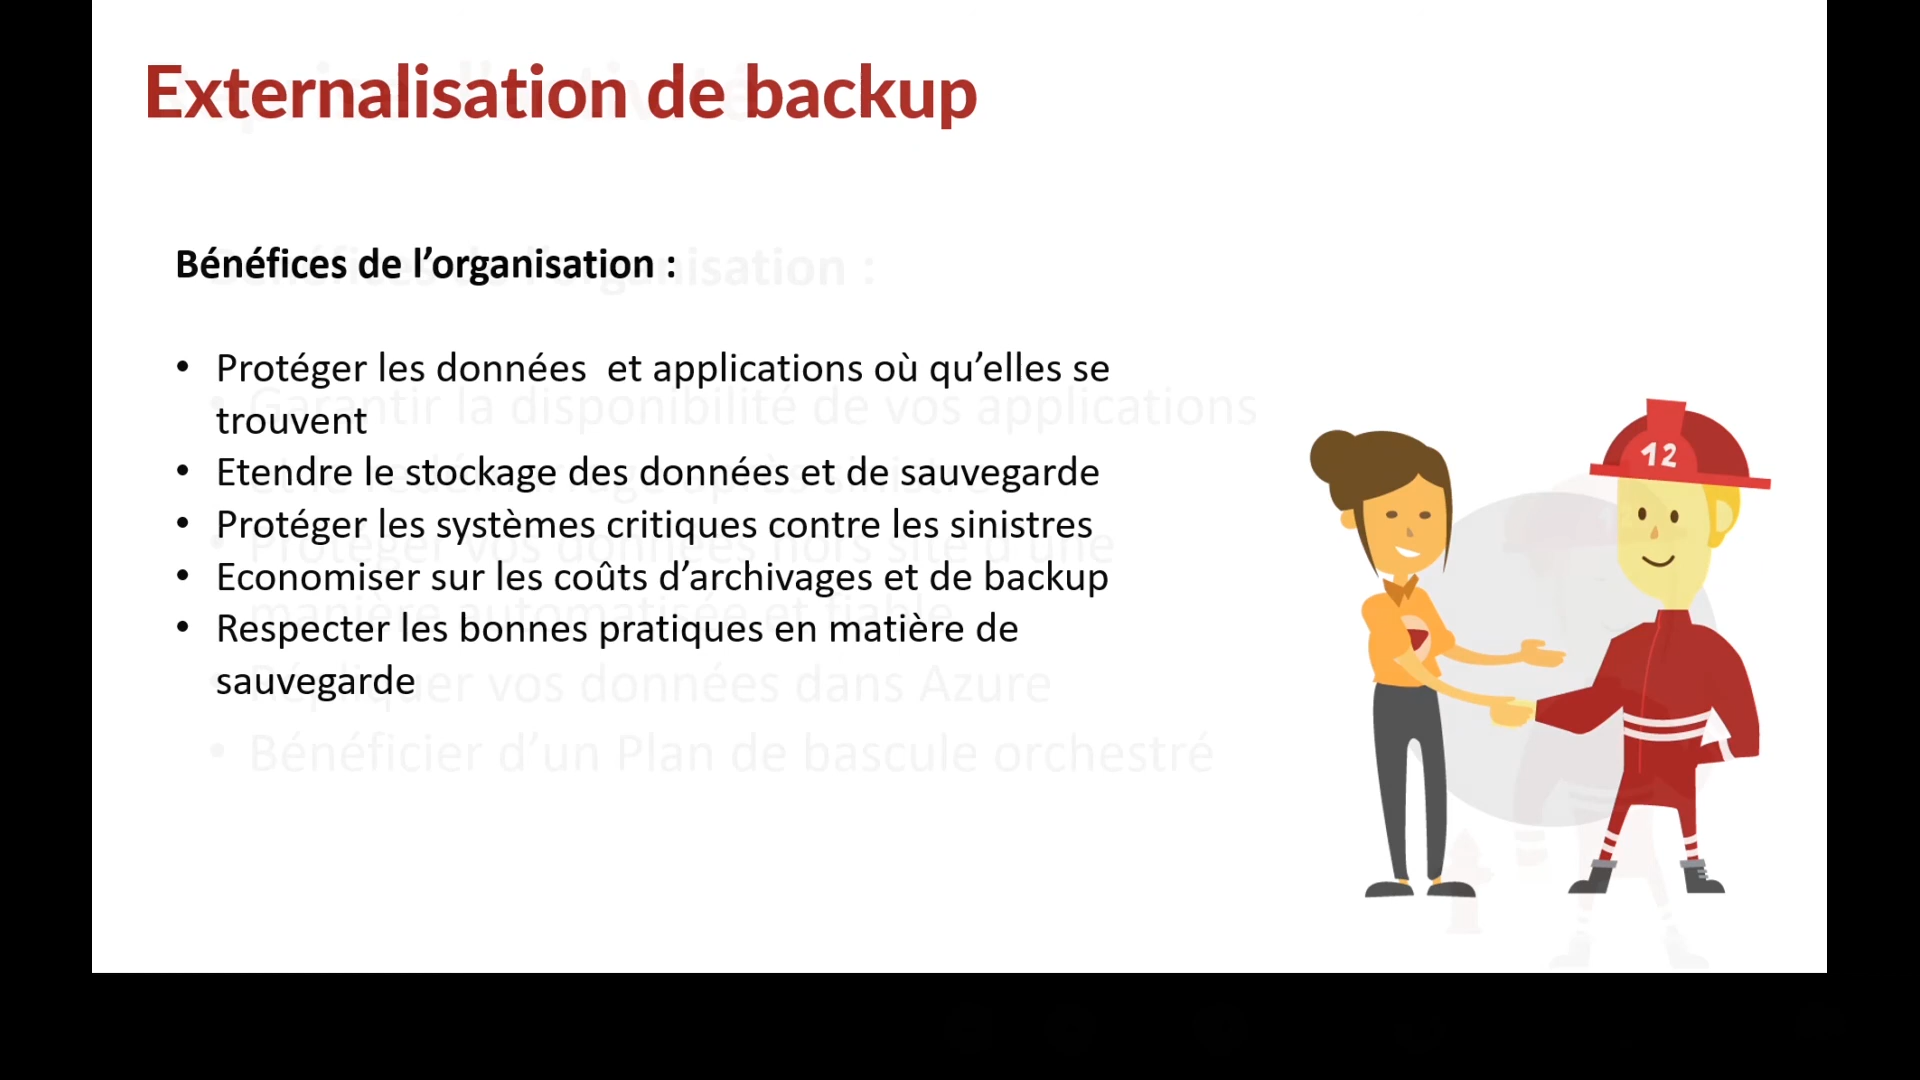 Externalisation de backup
Bénéfices de l’organisation :
• Protéger les données  et applications où qu’elles se
trouvent
• Etendre le stockage des données et de sauvegarde
• Protéger les systèmes critiques contre les sinistres
• Economiser sur les coûts d’archivages et de backup
• Respecter les bonnes pratiques en matière de
sauvegarde
12
Bénéfices de l’organisation :
• Garantir la disponibilité de vos applications
après sinistre
• Protéger vos données hors site d’une
manière automatisée et fiable
Répliquer vos données dans Azure
• Bénéficier d’un Plan de bascule orchestré